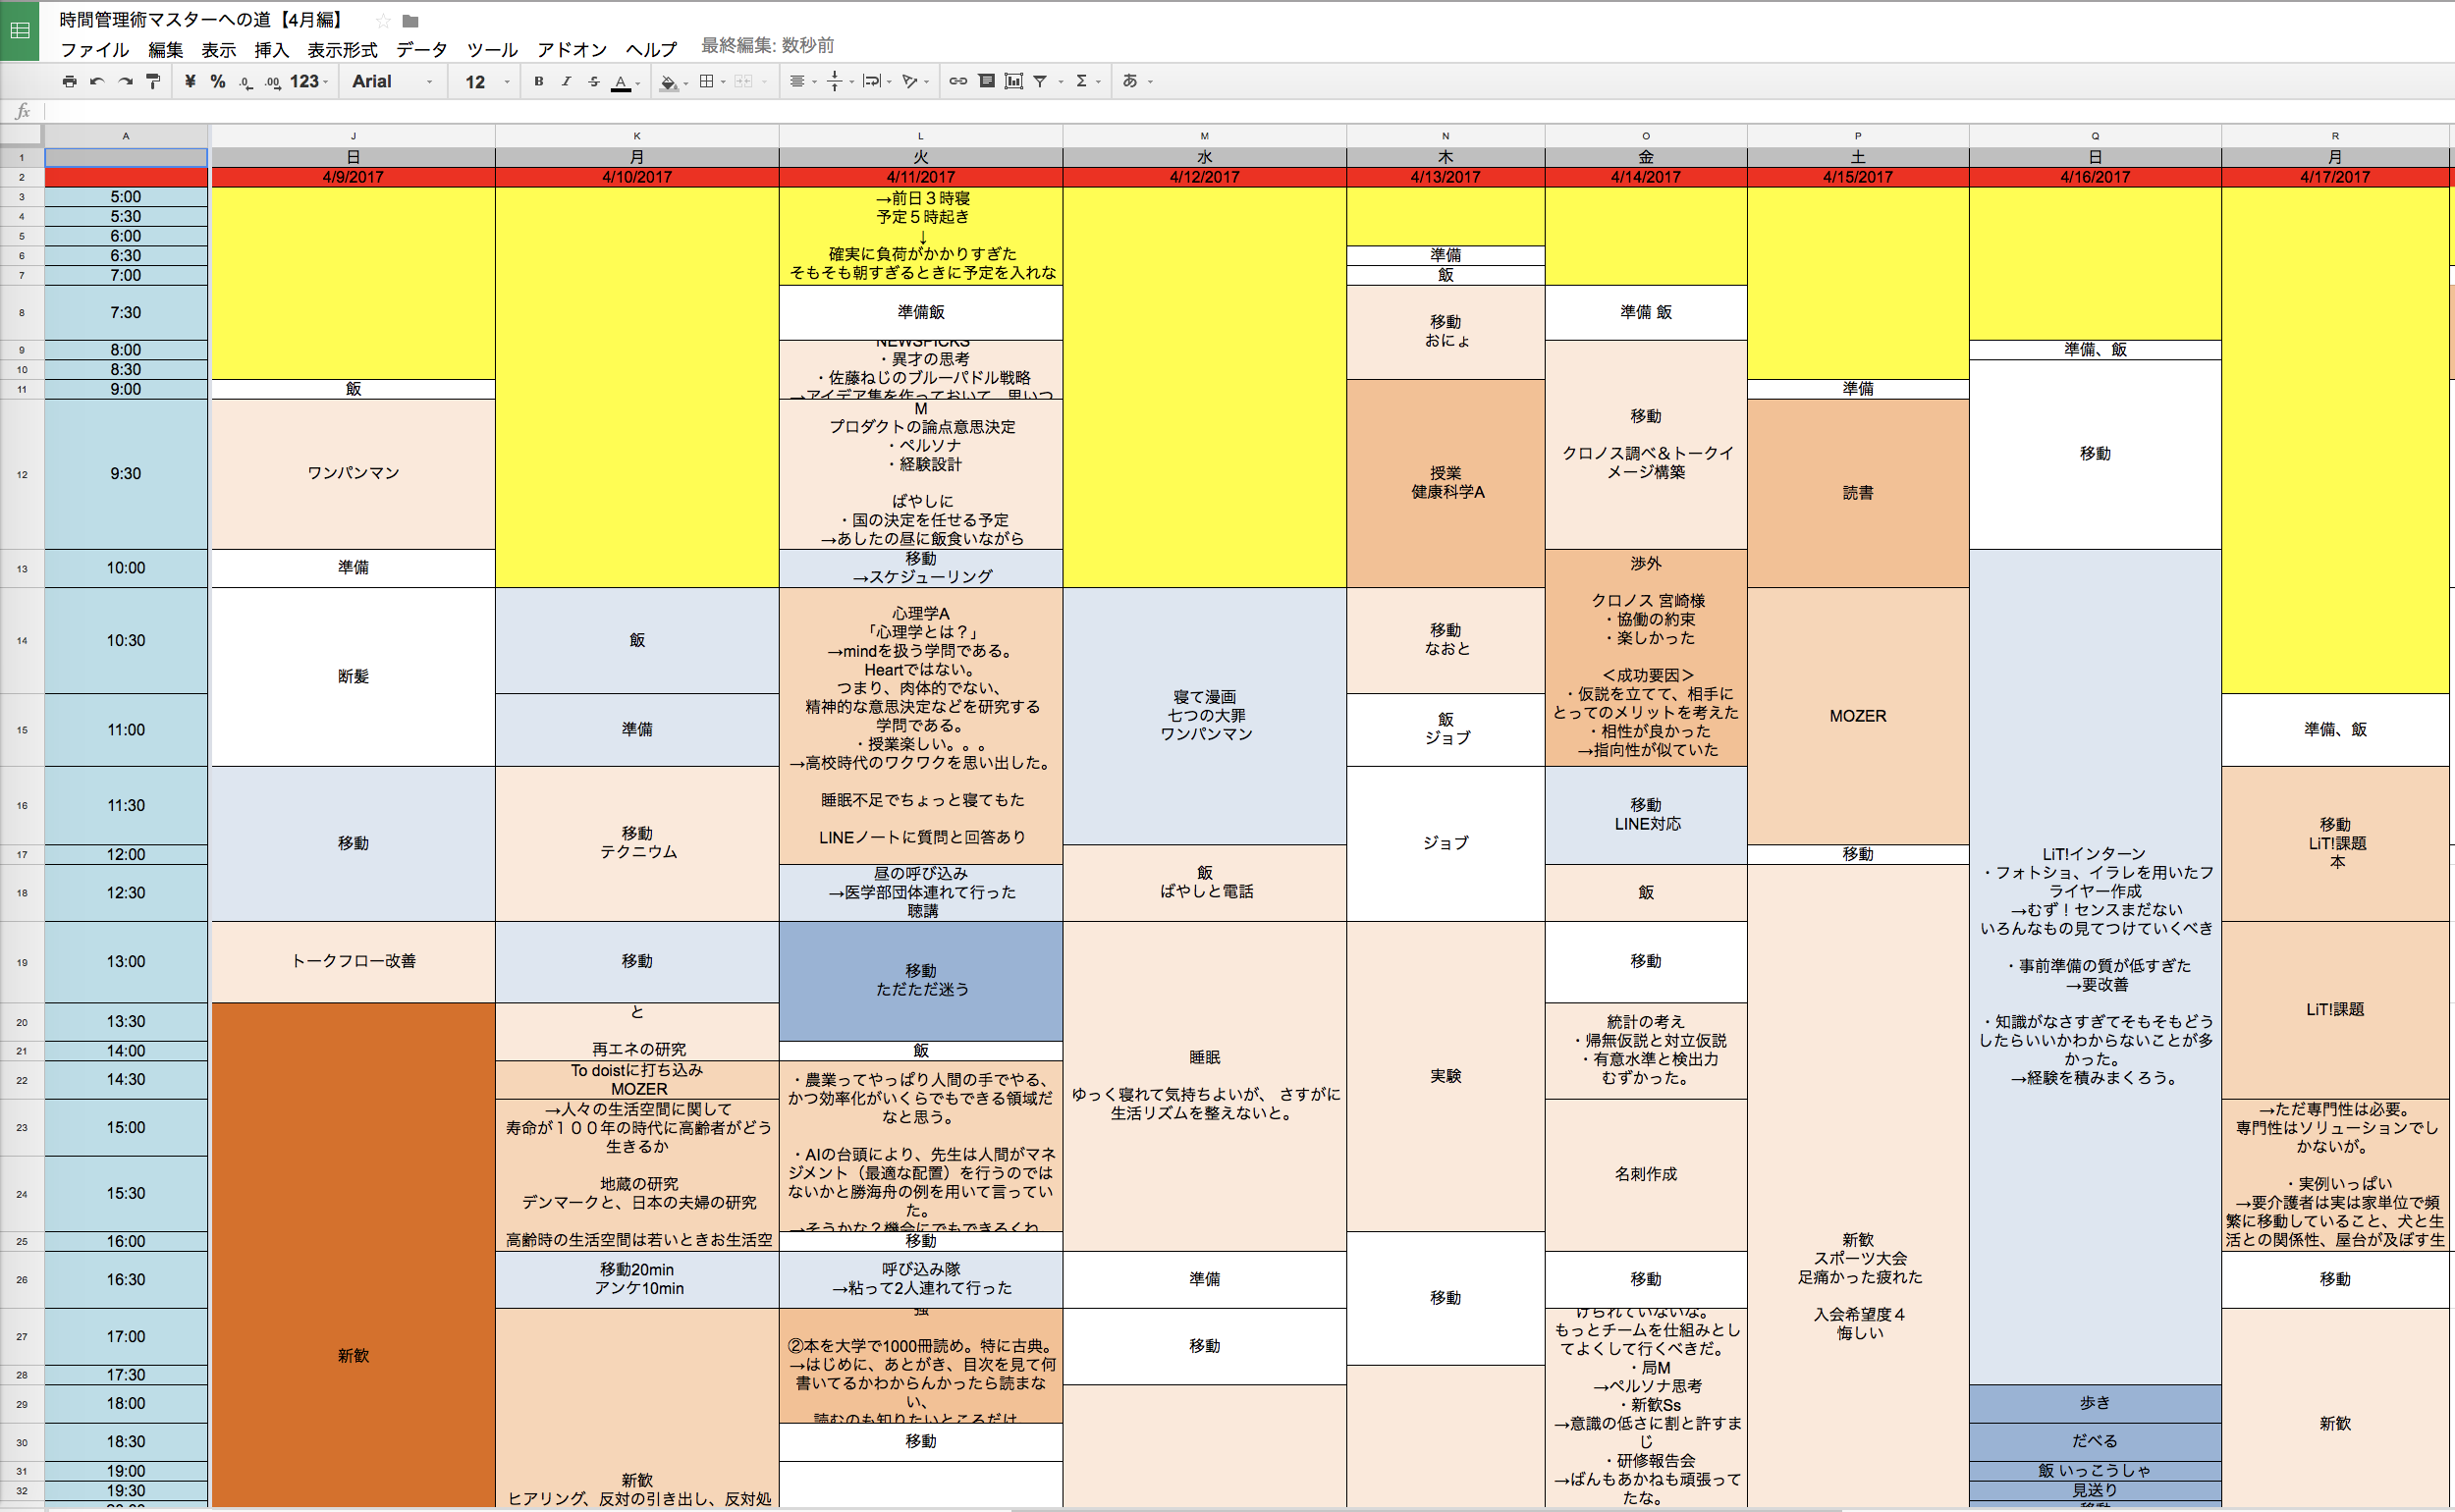 時間管理術マスターへの道【4月編】
ファイル 編集 表示 挿入 表示形式 データ ツール アドオン ヘルプ 最終編集: 数秒前
¥ % .0 .00 123 Arial 12 B I S A Σ あ
fx
A J K L M N O P Q R
1 日 月 火 水 木 金 土 日 月
2 4/9/2017 4/10/2017 4/11/2017 4/12/2017 4/13/2017 4/14/2017 4/15/2017 4/16/2017 4/17/2017
3 5:00
4 5:30
5 6:00
6 6:30
7 7:00
8 7:30
9 8:00
10 8:30
11 9:00
12 9:30
13 10:00
14 10:30
15 11:00
16 11:30
17 12:00
18 12:30
19 13:00
20 13:30
21 14:00
22 14:30
23 15:00
24 15:30
25 16:00
26 16:30
27 17:00
28 17:30
29 18:00
30 18:30
31 19:00
32 19:30
飯
ワンパンマン
準備
断髪
移動
トークフロー改善
新歓
飯
準備
移動
テクニウム
移動
と
再エネの研究
To doistに打ち込み
MOZER
→人々の生活空間に関して
寿命が１００年の時代に高齢者がどう
生きるか
地蔵の研究
デンマークと、日本の夫婦の研究
高齢時の生活空間は若いときお生活空
移動20min
アンケ10min
新歓
ヒアリング、反対の引き出し、反対処
→前日３時寝
予定５時起き
↓
確実に負荷がかかりすぎた
そもそも朝すぎるときに予定を入れな
準備飯
NEWSPICKS
・異才の思考
・佐藤ねじのブルーパドル戦略
→アイデア集を作っておいて、思いつ
M
プロダクトの論点意思決定
・ペルソナ
・経験設計
ばやしに
・国の決定を任せる予定
→あしたの昼に飯食いながら
移動
→スケジューリング
心理学A
「心理学とは？」
→mindを扱う学問である。
Heartではない。
つまり、肉体的でない、
精神的な意思決定などを研究する
学問である。
・授業楽しい。。。
→高校時代のワクワクを思い出した。
睡眠不足でちょっと寝てもた
LINEノートに質問と回答あり
昼の呼び込み
→医学部団体連れて行った
聴講
移動
ただただ迷う
飯
・農業ってやっぱり人間の手でやる、
かつ効率化がいくらでもできる領域だ
なと思う。
・AIの台頭により、先生は人間がマネ
ジメント（最適な配置）を行うのでは
ないかと勝海舟の例を用いて言ってい
た。
→そうかな？機会にでもできるくね
移動
呼び込み隊
→粘って2人連れて行った
強
②本を大学で1000冊読め。特に古典。
→はじめに、あとがき、目次を見て何
書いてるかわからんかったら読まな
い、
読むのも知りたいところだけ
移動
寝て漫画
七つの大罪
ワンパンマン
飯
ばやしと電話
睡眠
ゆっく寝れて気持ちよいが、 さすがに
生活リズムを整えないと。
準備
移動
準備
飯
移動
おにょ
授業
健康科学A
移動
なおと
飯
ジョブ
ジョブ
実験
移動
準備 飯
移動
クロノス調べ＆トークイ
メージ構築
渉外
クロノス 宮崎様
・協働の約束
・楽しかった
＜成功要因＞
・仮説を立てて、相手に
とってのメリットを考えた
・相性が良かった
→指向性が似ていた
移動
LINE対応
飯
移動
統計の考え
・帰無仮説と対立仮説
・有意水準と検出力
むずかった。
名刺作成
移動
けられていないな。
もっとチームを仕組みとし
てよくして行くべきだ。
・局M
→ペルソナ思考
・新歓Ss
→意識の低さに割と許すま
じ
・研修報告会
→ばんもあかねも頑張って
たな。
準備
読書
MOZER
移動
新歓
スポーツ大会
足痛かった疲れた
入会希望度４
悔しい
準備、飯
移動
LiT!インターン
・フォトショ、イラレを用いたフ
ライヤー作成
→むず！センスまだない
いろんなもの見てつけていくべき
・事前準備の質が低すぎた
→要改善
・知識がなさすぎてそもそもどう
したらいいかわからないことが多
かった。
→経験を積みまくろう。
歩き
だべる
飯 いっこうしゃ
見送り
準備、飯
移動
LiT!課題
本
LiT!課題
→ただ専門性は必要。
専門性はソリューションでし
かないが。
・実例いっぱい
→要介護者は実は家単位で頻
繁に移動していること、犬と生
活との関係性、屋台が及ぼす生
移動
新歓